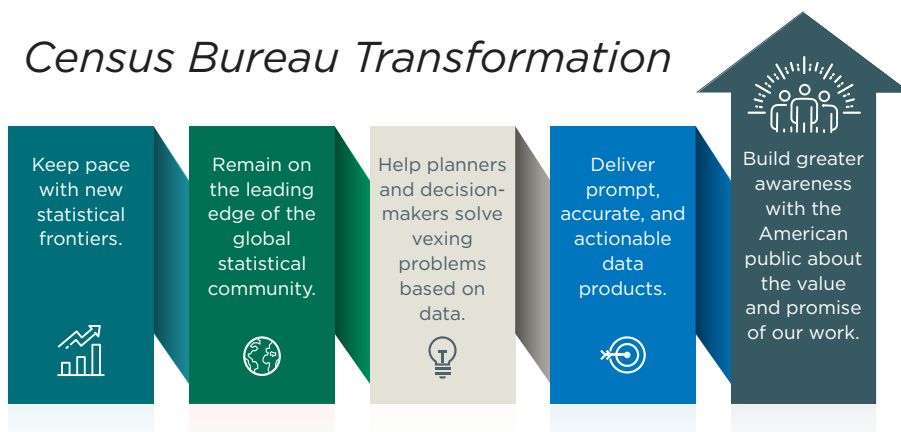 Census Bureau Transformation
Keep pace
with new
statistical
frontiers.
Remain on
the leading
edge of the
global
statistical
community.
Help planners
and decision-
makers solve
vexing
problems
based on
data.
Deliver
prompt,
accurate, and
actionable
data
products.
Build greater
awareness
with the
American
public about
the value
and promise
of our work.